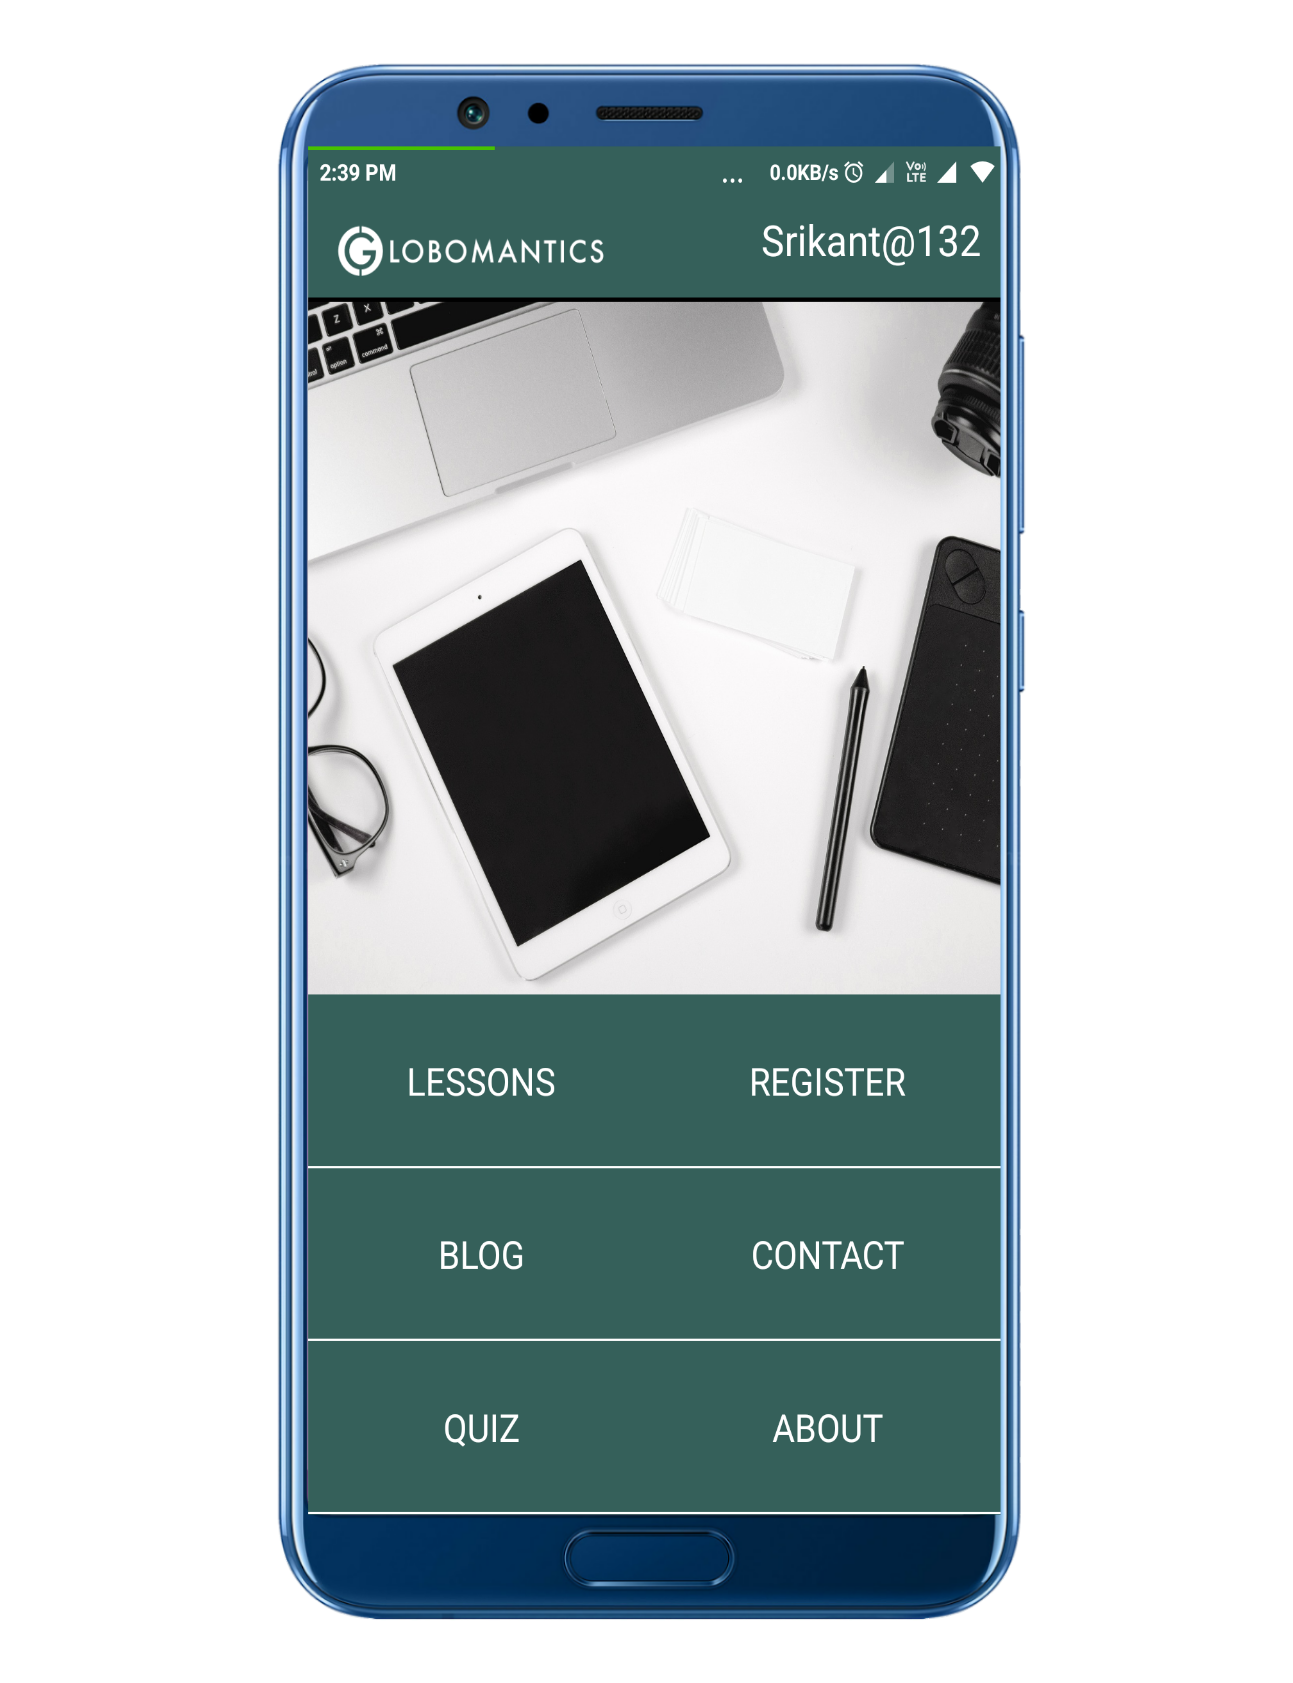 2:39 PM ... 0.0KB/s Vo)) LTE
GLOBOMANTICS Srikant@132
Z X
⌘
option command
LESSONS REGISTER
BLOG CONTACT
QUIZ ABOUT